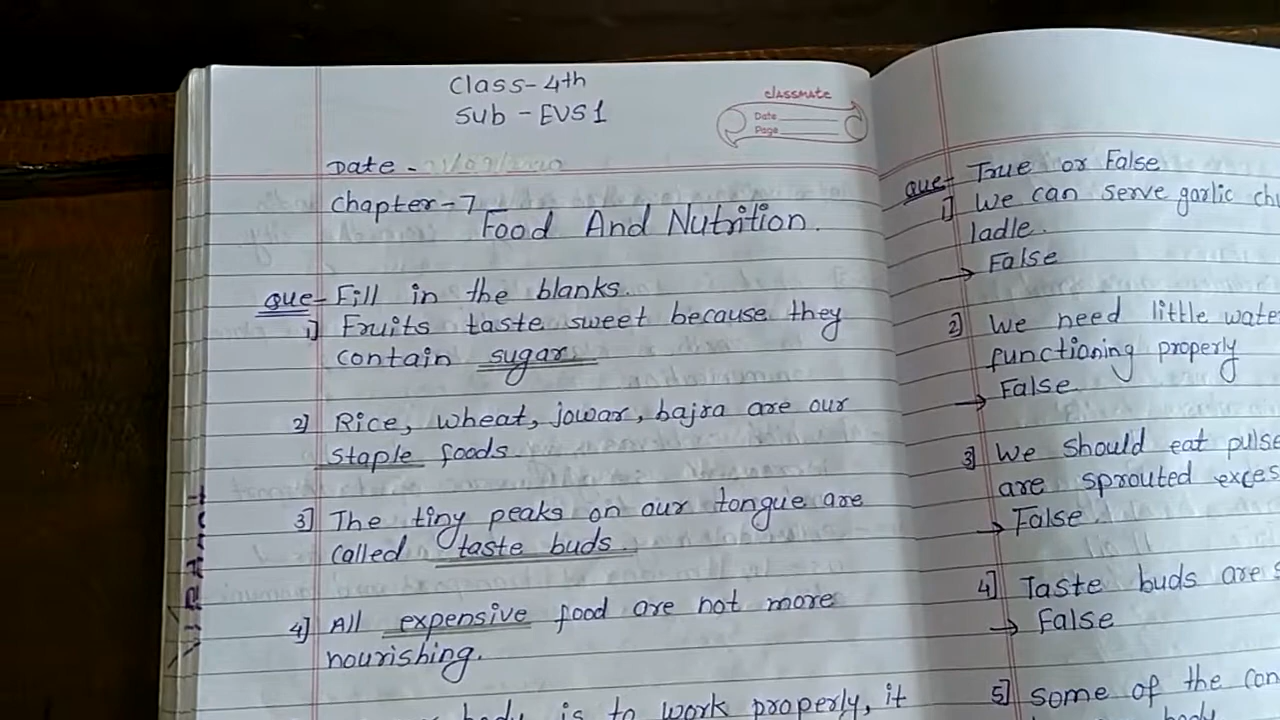 Class-4th
Sub - EVS1
classmate
Date
Page
Date -
Chapter-7
Food And Nutrition.
Que- Fill in the blanks.
1] Fruits taste sweet because they
contain sugar.
2] Rice, wheat, jowar, bajra are our
staple foods
3] The tiny peaks on our tongue are
called taste buds.
4] All expensive food are not more
nourishing.
body is to work properly, it
Que- True or False
1] We can serve garlic
ladle.
→ False
2] We need little
functioning properly
→ False
3] We should eat
are sprouted
→ False.
4] Taste buds are
→ False
5] some of the
body